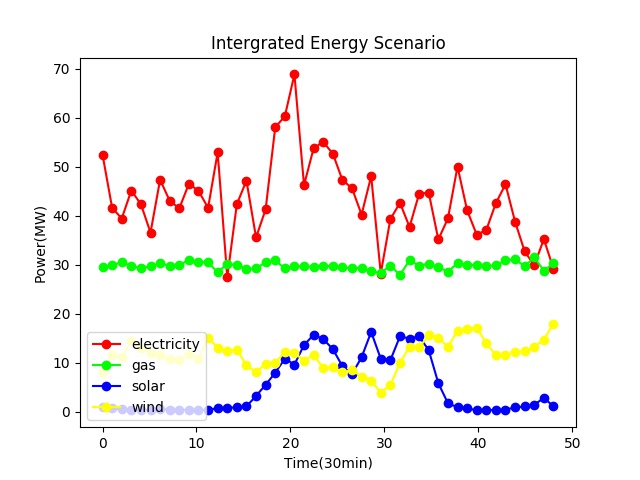 Intergrated Energy Scenario
70
60
50
40
30
20
10
0
Power(MW)
electricity
gas
solar
wind
0 10 20 30 40 50
Time(30min)